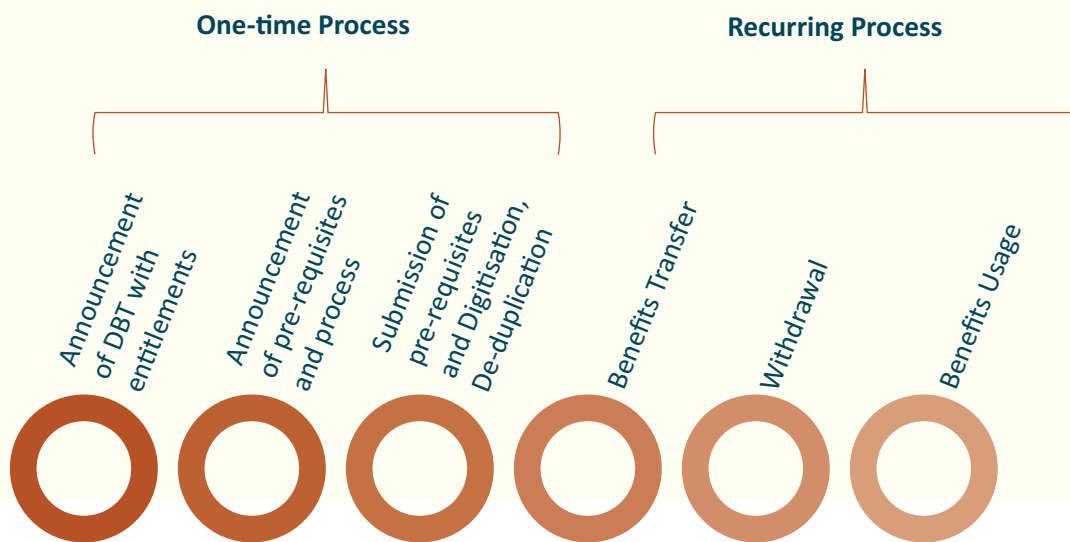 One-time Process
Recurring Process
Announcement
of DBT with
entitlements
Announcement
of pre-requisites
and process
Submission of
pre-requisites
and Digitisation,
De-duplication
Benefits Transfer
Withdrawal
Benefits Usage